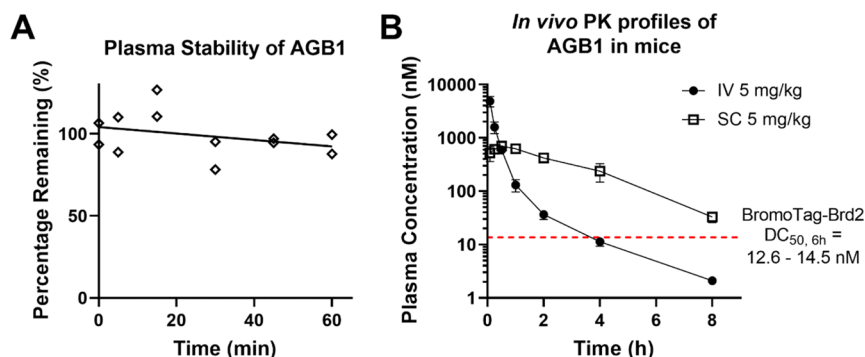 A
Plasma Stability of AGB1
Percentage Remaining (%)
100
50
0
0
20
40
60
Time (min)
B
In vivo PK profiles of
AGB1 in mice
Plasma Concentration (nM)
10000
1000
100
10
1
0
2
4
6
8
Time (h)
IV 5 mg/kg
SC 5 mg/kg
BromoTag-Brd2
DC50, 6h =
12.6 - 14.5 nM